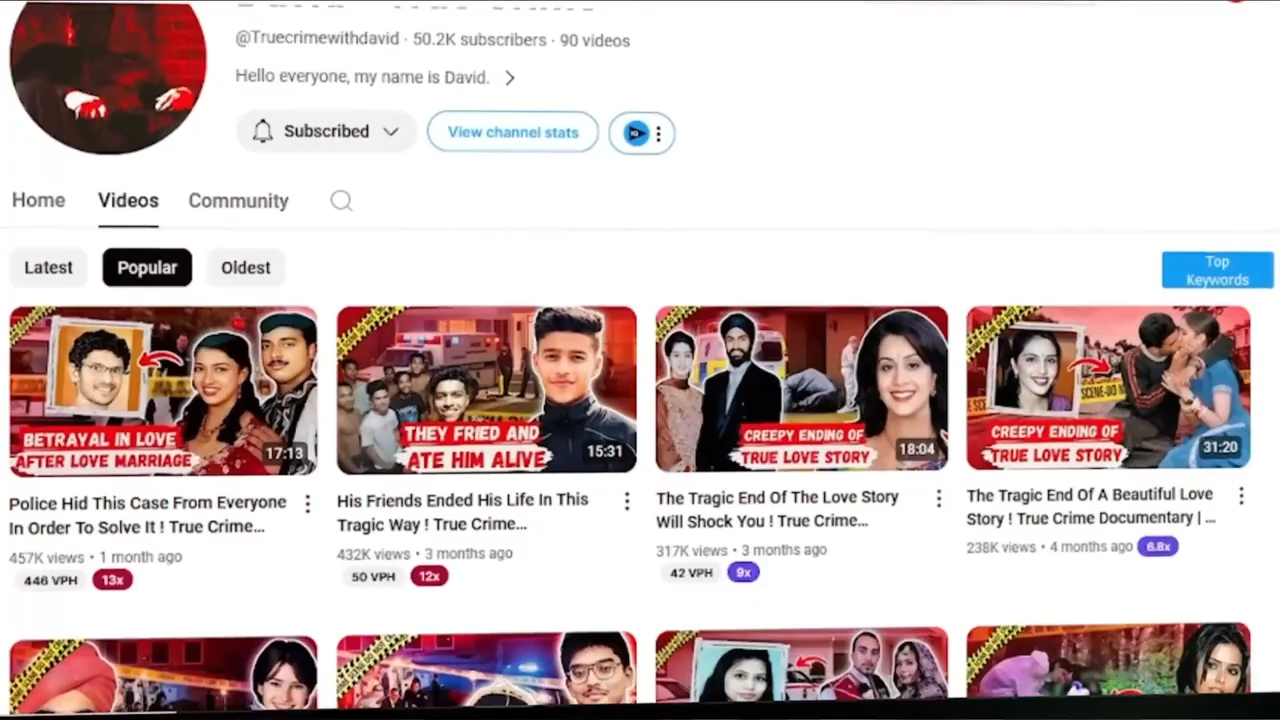 @Truecrimewithdavid · 50.2K subscribers · 90 videos
Hello everyone, my name is David.
Subscribed
View channel stats
Home Videos Community
Latest Popular Oldest
Top
Keywords
BETRAYAL IN LOVE
AFTER LOVE MARRIAGE
17:13
THEY FRIED AND
ATE HIM ALIVE
15:31
CREEPY ENDING OF
TRUE LOVE STORY
18:04
CREEPY ENDING OF
TRUE LOVE STORY
31:20
Police Hid This Case From Everyone
In Order To Solve It ! True Crime...
457K views • 1 month ago
446 VPH 13x
His Friends Ended His Life In This
Tragic Way ! True Crime...
432K views • 3 months ago
50 VPH 12x
The Tragic End Of The Love Story
Will Shock You ! True Crime...
317K views • 3 months ago
42 VPH 9x
The Tragic End Of A Beautiful Love
Story ! True Crime Documentary | ...
238K views • 4 months ago 6.8x